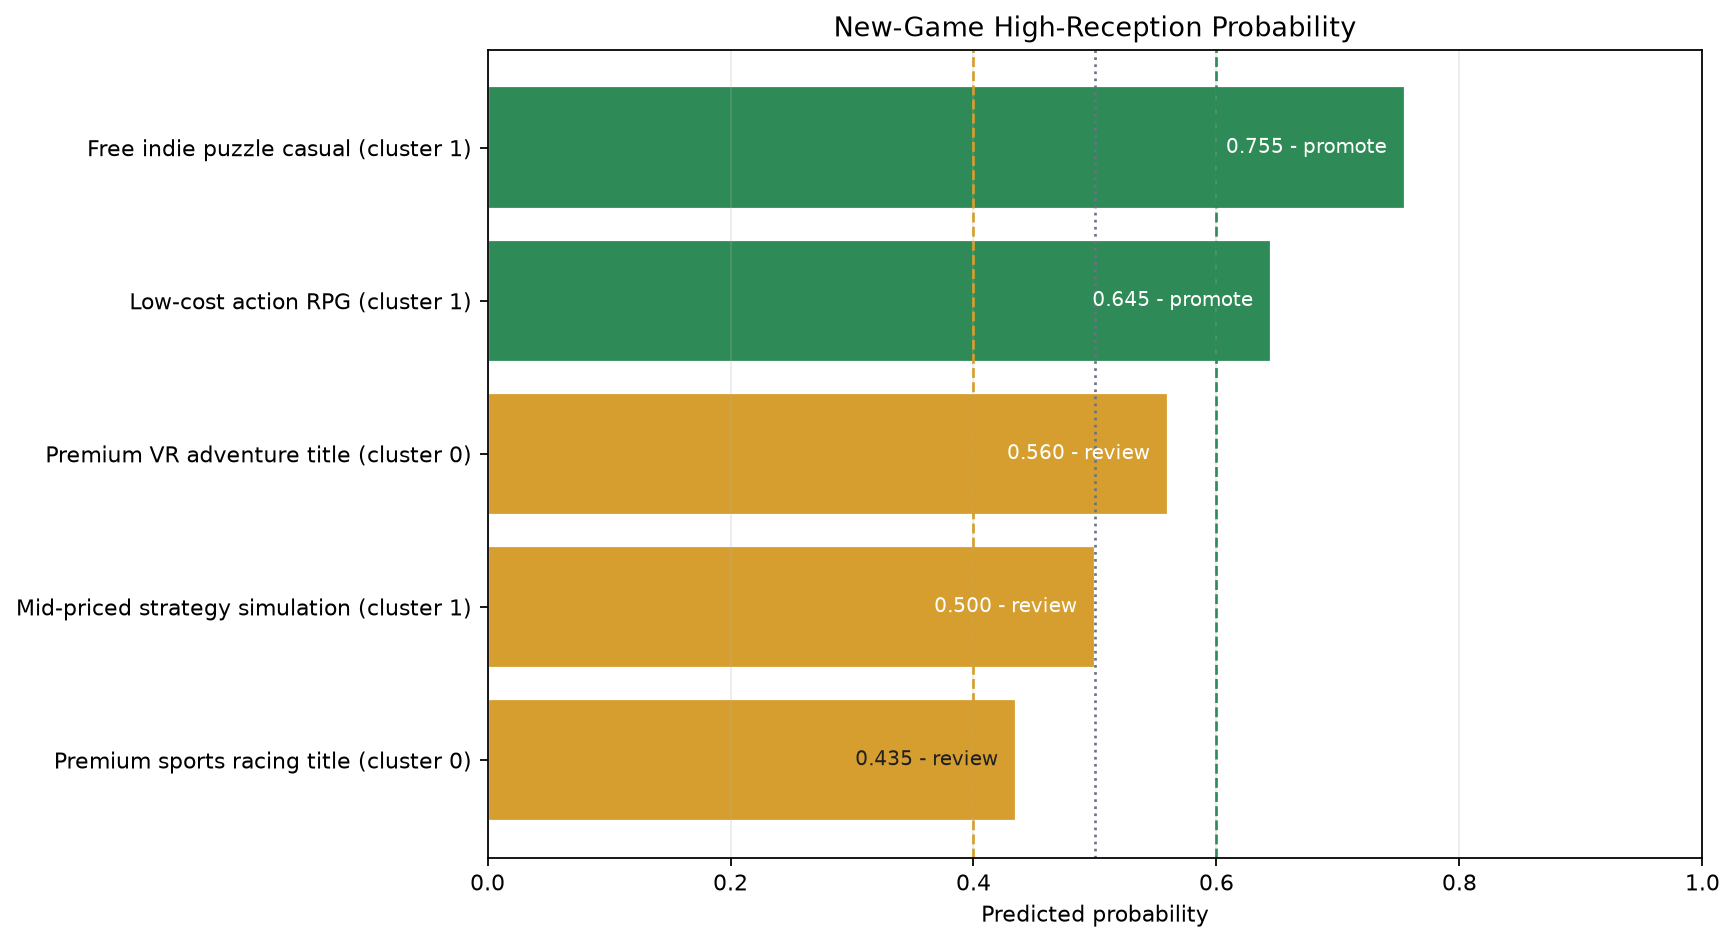 New-Game High-Reception Probability
Free indie puzzle casual (cluster 1)
0.755 - promote
Low-cost action RPG (cluster 1)
0.645 - promote
Premium VR adventure title (cluster 0)
0.560 - review
Mid-priced strategy simulation (cluster 1)
0.500 - review
Premium sports racing title (cluster 0)
0.435 - review
0.0 0.2 0.4 0.6 0.8 1.0
Predicted probability